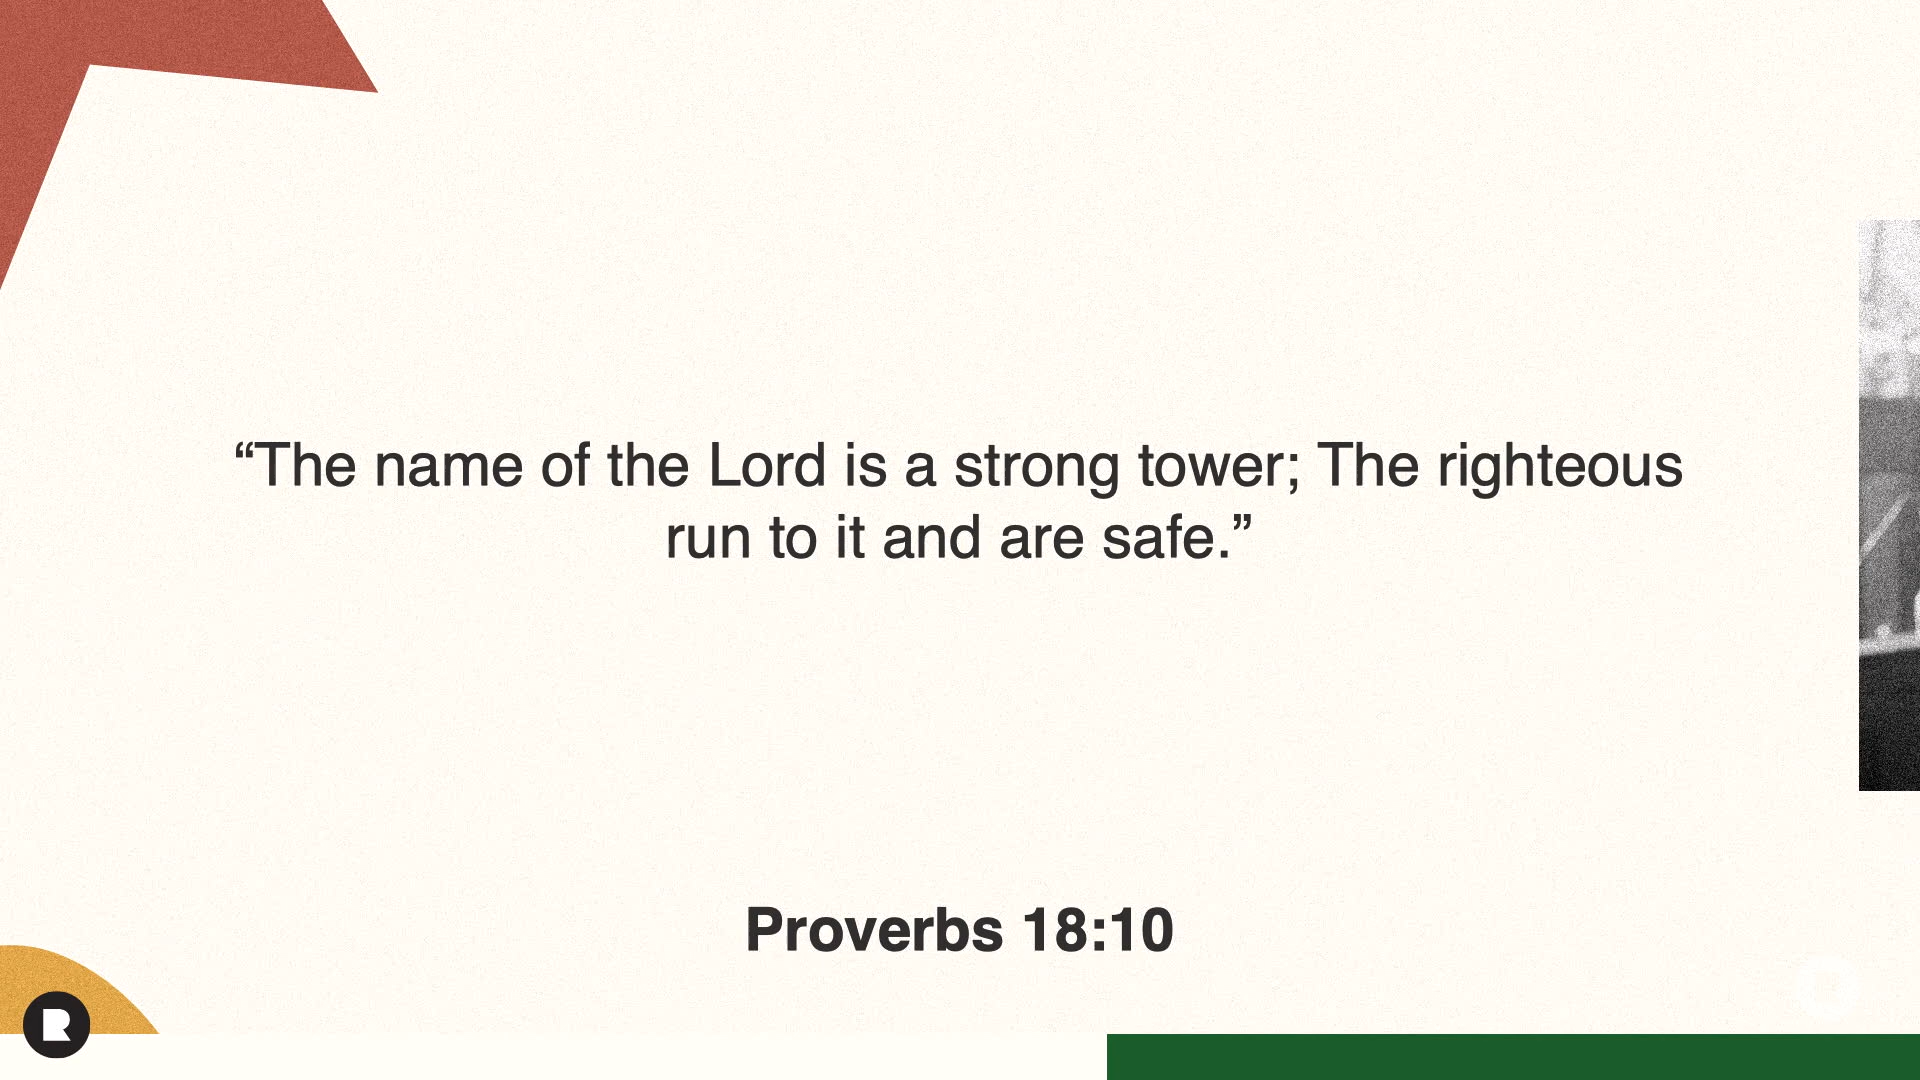 “The name of the Lord is a strong tower; The righteous
run to it and are safe.”
Proverbs 18:10
R